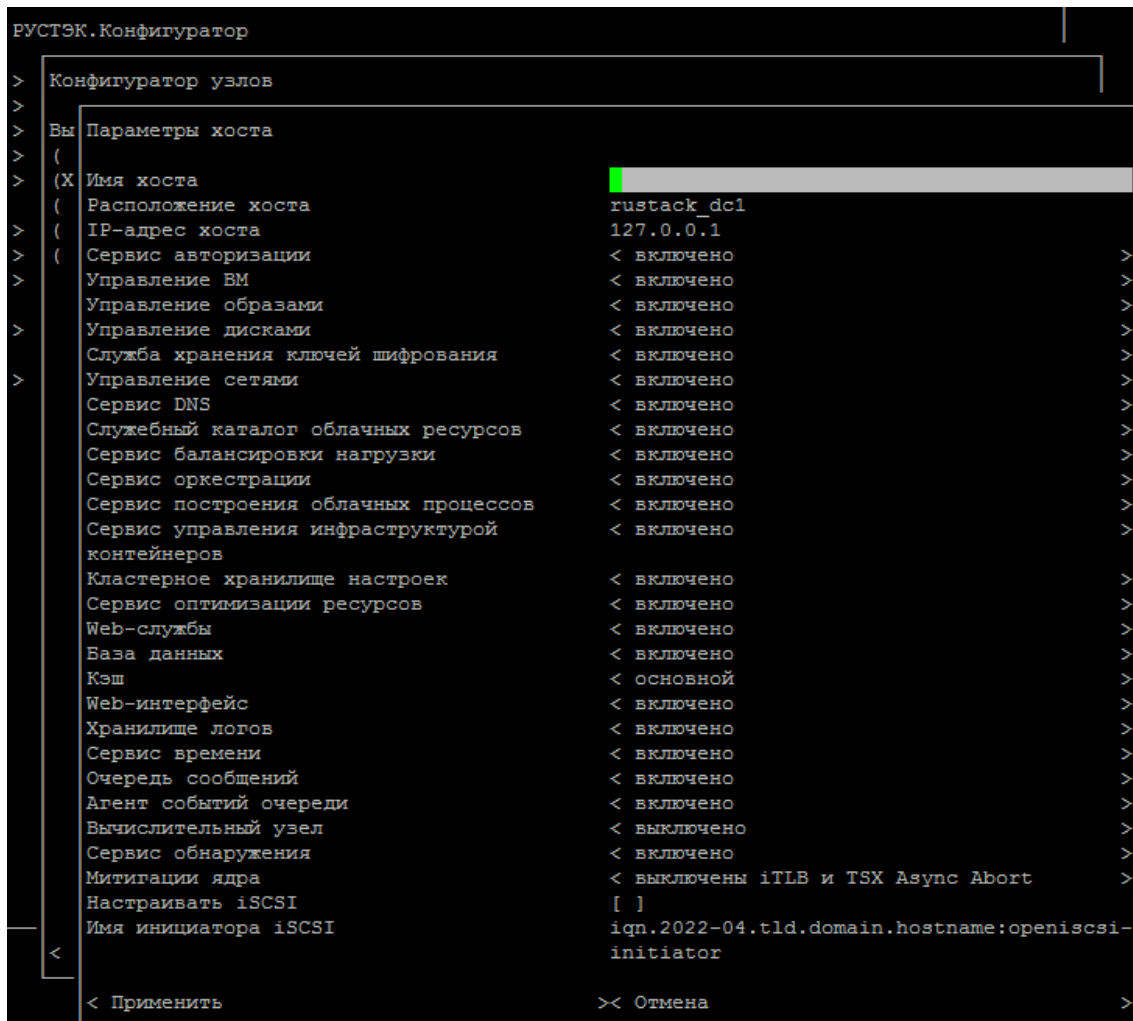 РУСТЭК.Конфигуратор
> Конфигуратор узлов
>
> Вы Параметры хоста
> (
> (X Имя хоста
( Расположение хоста rustack_dc1
> ( IP-адрес хоста 127.0.0.1
> ( Сервис авторизации < включено >
> Управление ВМ < включено >
Управление образами < включено >
> Управление дисками < включено >
Служба хранения ключей шифрования < включено >
> Управление сетями < включено >
Сервис DNS < включено >
Служебный каталог облачных ресурсов < включено >
Сервис балансировки нагрузки < включено >
Сервис оркестрации < включено >
Сервис построения облачных процессов < включено >
Сервис управления инфраструктурой < включено >
контейнеров
Кластерное хранилище настроек < включено >
Сервис оптимизации ресурсов < включено >
Web-службы < включено >
База данных < включено >
Кэш < основной >
Web-интерфейс < включено >
Хранилище логов < включено >
Сервис времени < включено >
Очередь сообщений < включено >
Агент событий очереди < включено >
Вычислительный узел < выключено >
Сервис обнаружения < включено >
Митигации ядра < выключены iTLB и TSX Async Abort >
Настраивать iSCSI [ ]
Имя инициатора iSCSI iqn.2022-04.tld.domain.hostname:openiscsi-
< initiator
< Применить >< Отмена >